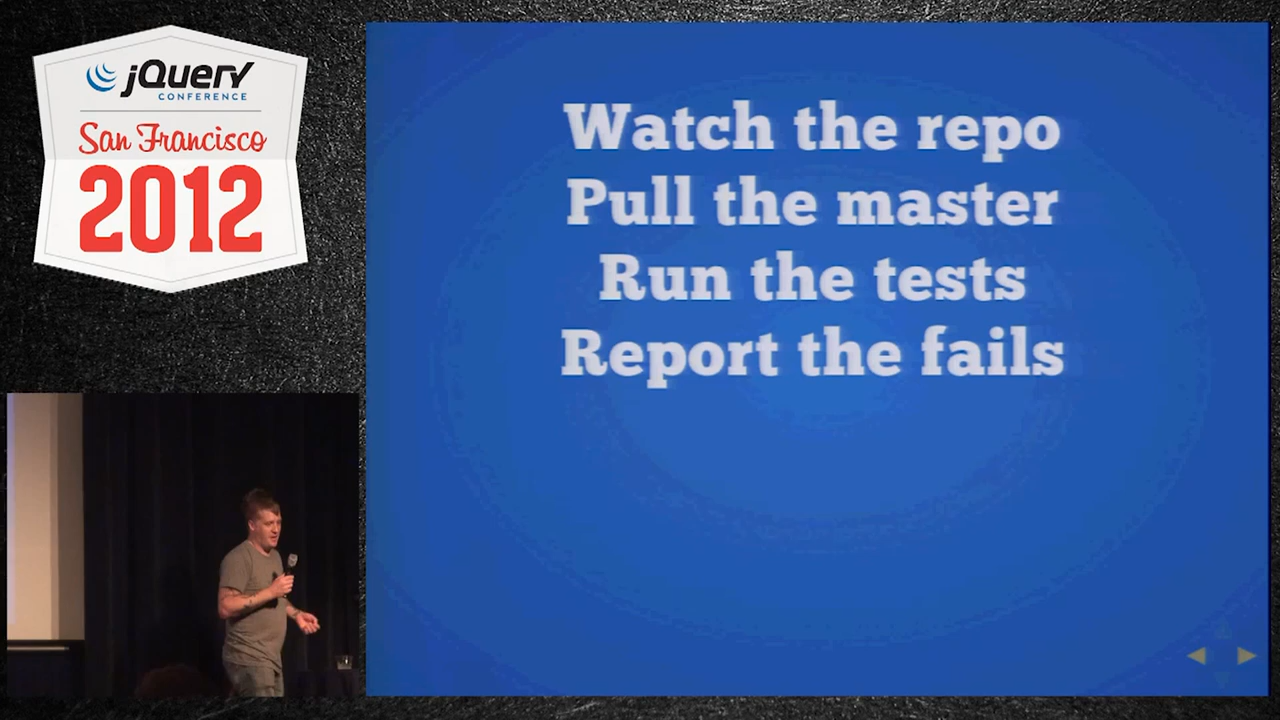 jQuery
CONFERENCE
San Francisco
2012
Watch the repo
Pull the master
Run the tests
Report the fails